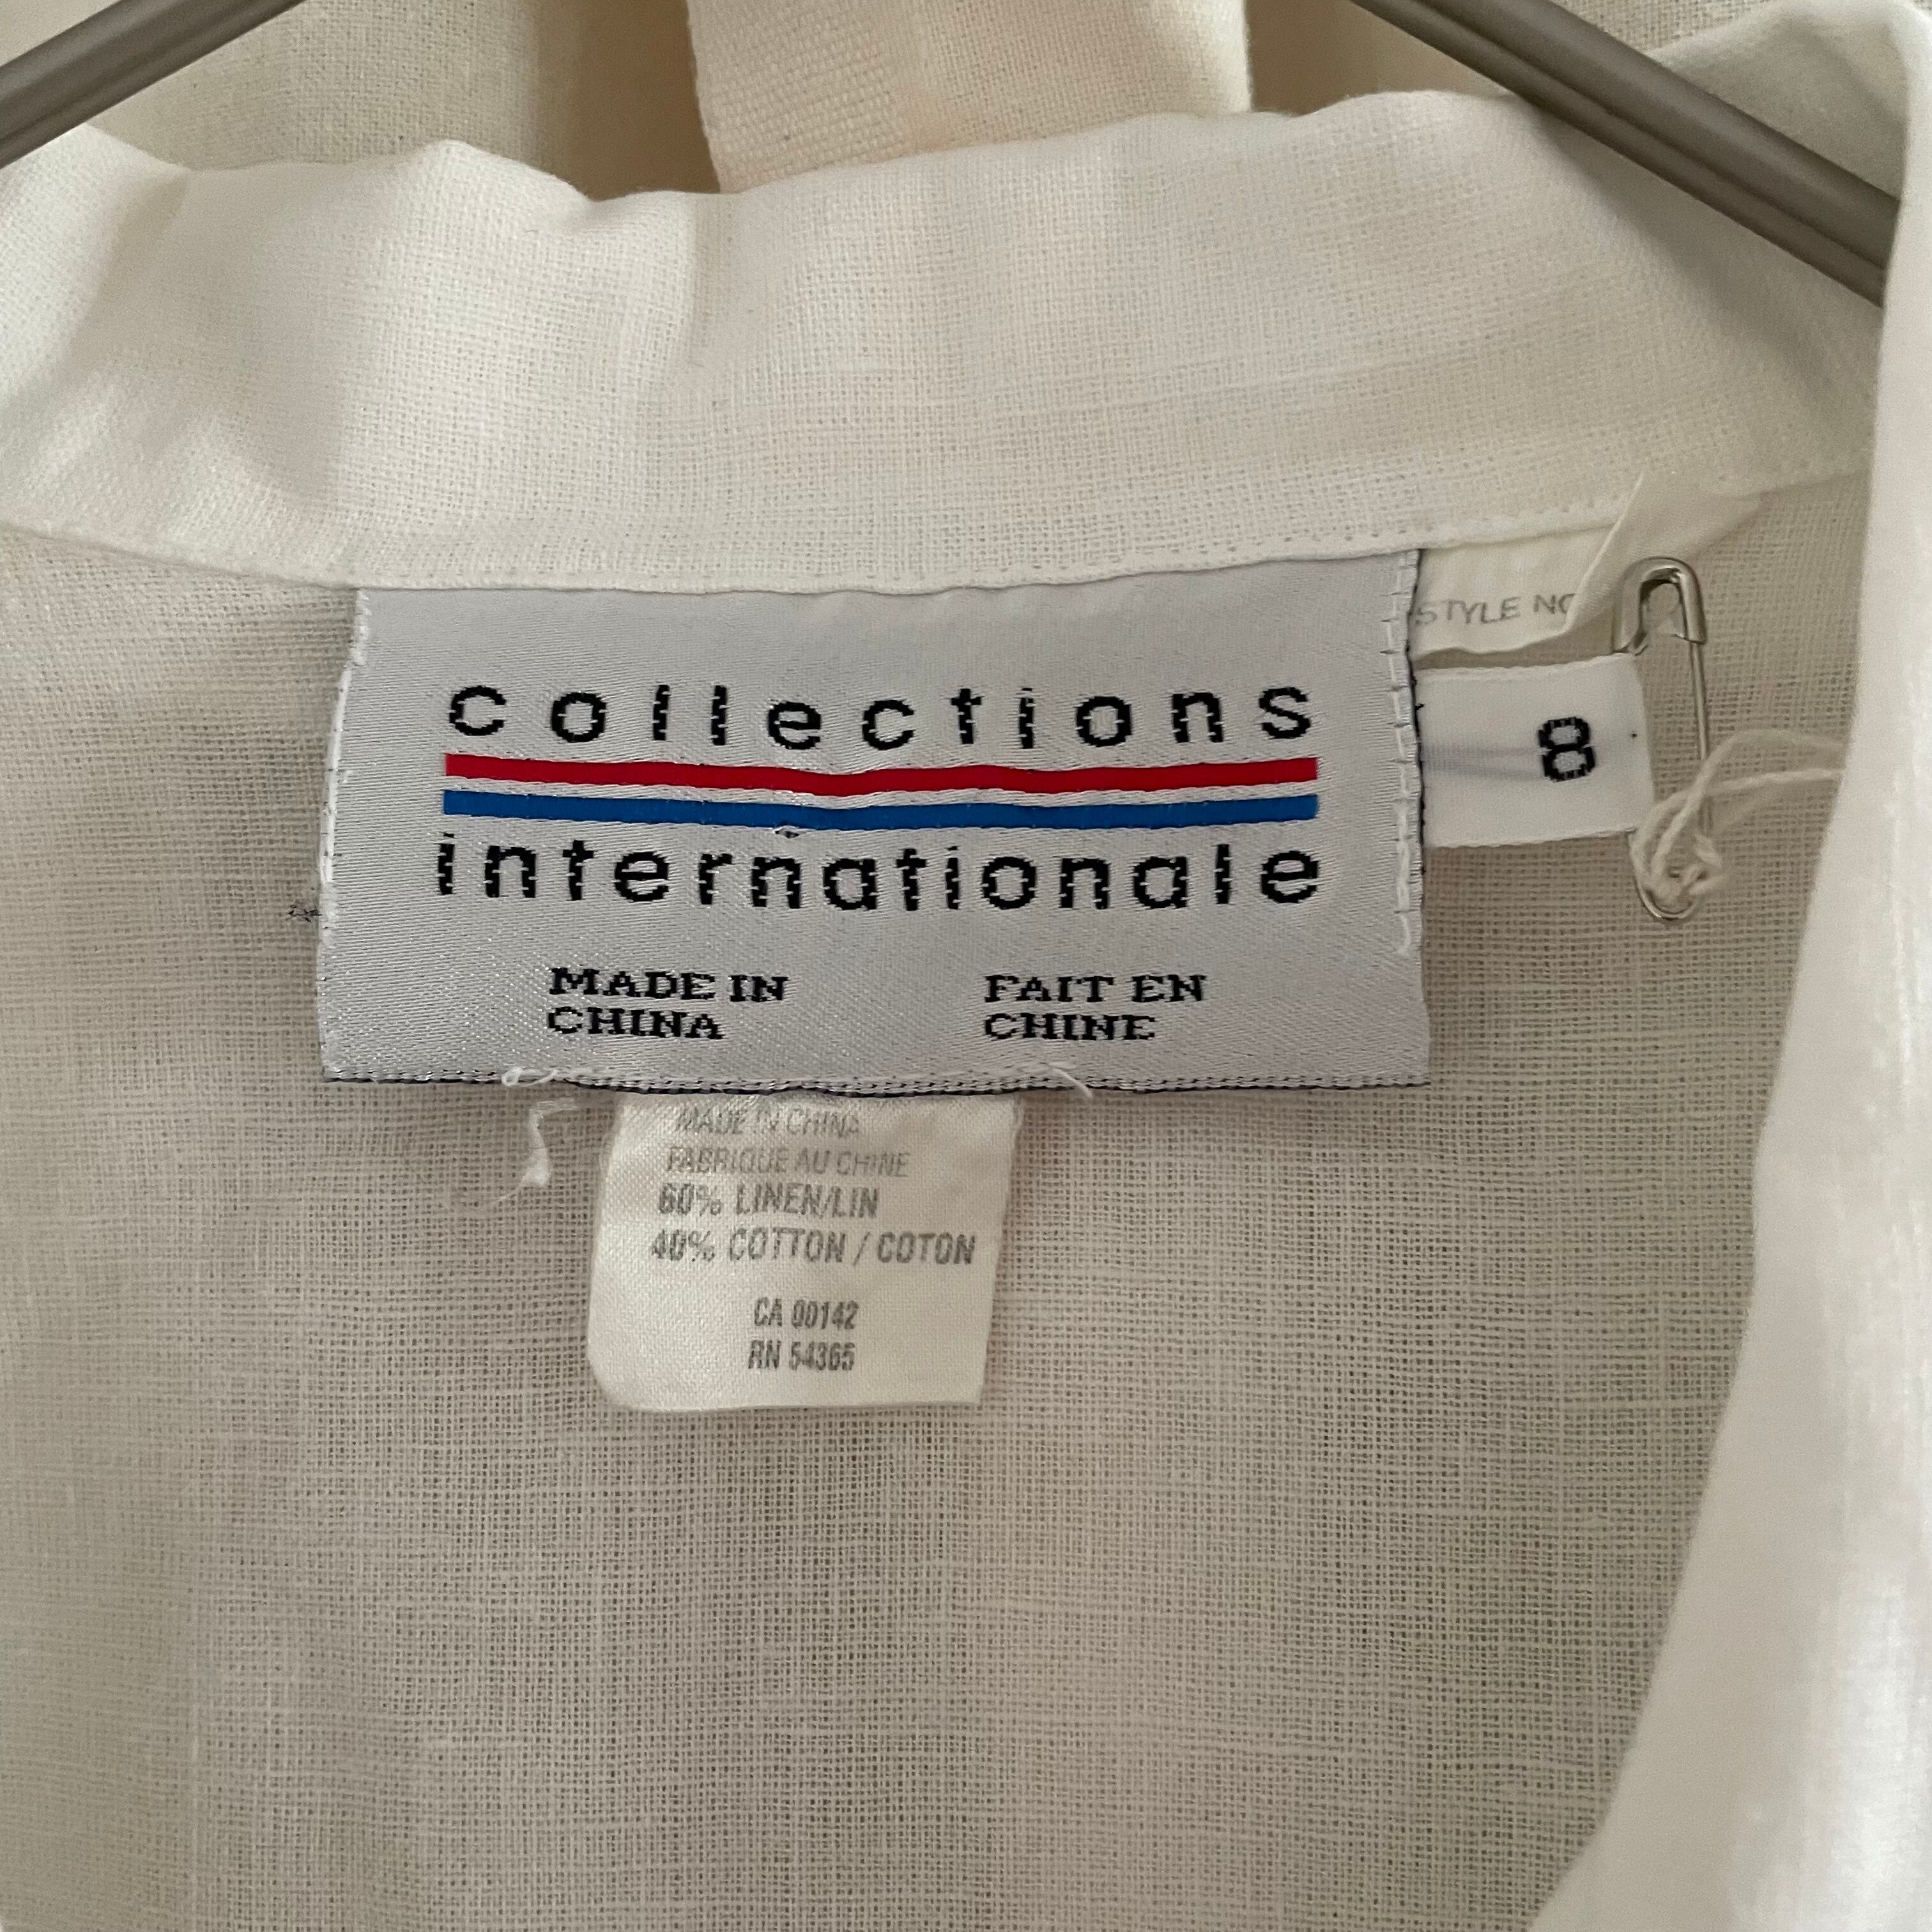 collections
internationale
MADE IN
CHINA
FAIT EN
CHINE
STYLE NO
8
MADE IN CHINA
FABRIQUE AU CHINE
60% LINEN/LIN
40% COTTON / COTON
CA 00142
RN 54365